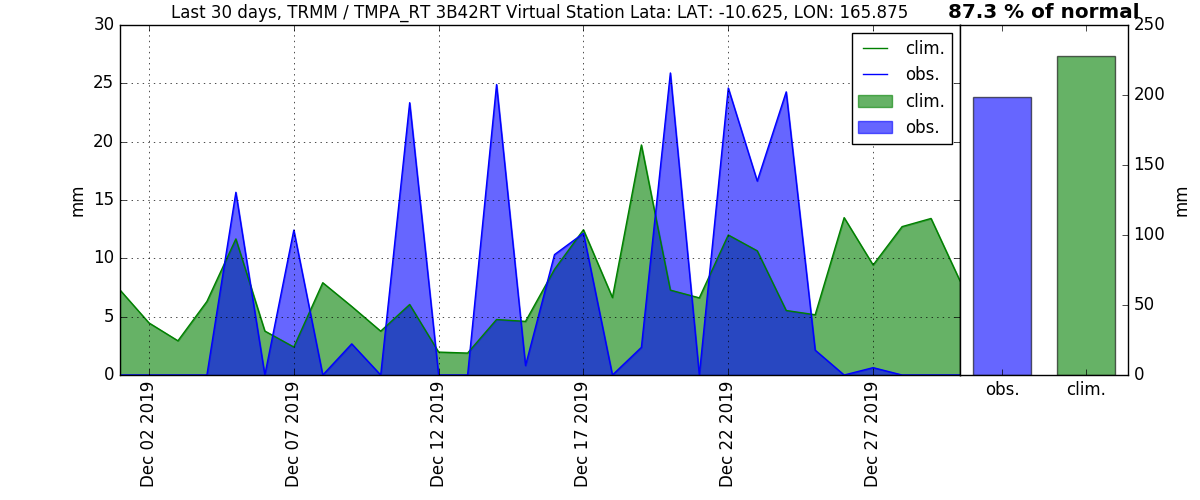 Last 30 days, TRMM / TMPA_RT 3B42RT Virtual Station Lata: LAT: -10.625, LON: 165.875
87.3 % of normal
30
25
20
15
10
5
0
mm
clim.
obs.
clim.
obs.
Dec 02 2019
Dec 07 2019
Dec 12 2019
Dec 17 2019
Dec 22 2019
Dec 27 2019
250
200
150
100
50
0
mm
obs.
clim.